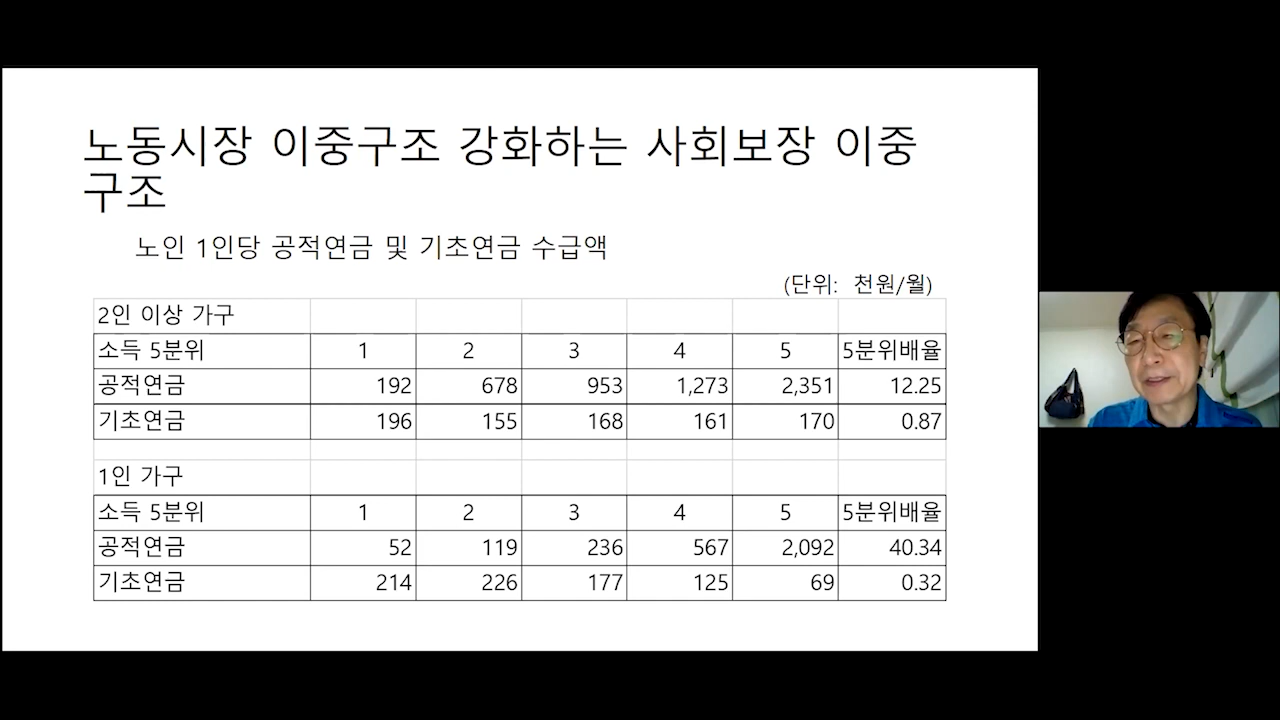 노동시장 이중구조 강화하는 사회보장 이중
구조
노인 1인당 공적연금 및 기초연금 수급액
(단위: 천원/월)
2인 이상 가구
소득 5분위 1 2 3 4 5 5분위배율
공적연금 192 678 953 1,273 2,351 12.25
기초연금 196 155 168 161 170 0.87
1인 가구
소득 5분위 1 2 3 4 5 5분위배율
공적연금 52 119 236 567 2,092 40.34
기초연금 214 226 177 125 69 0.32